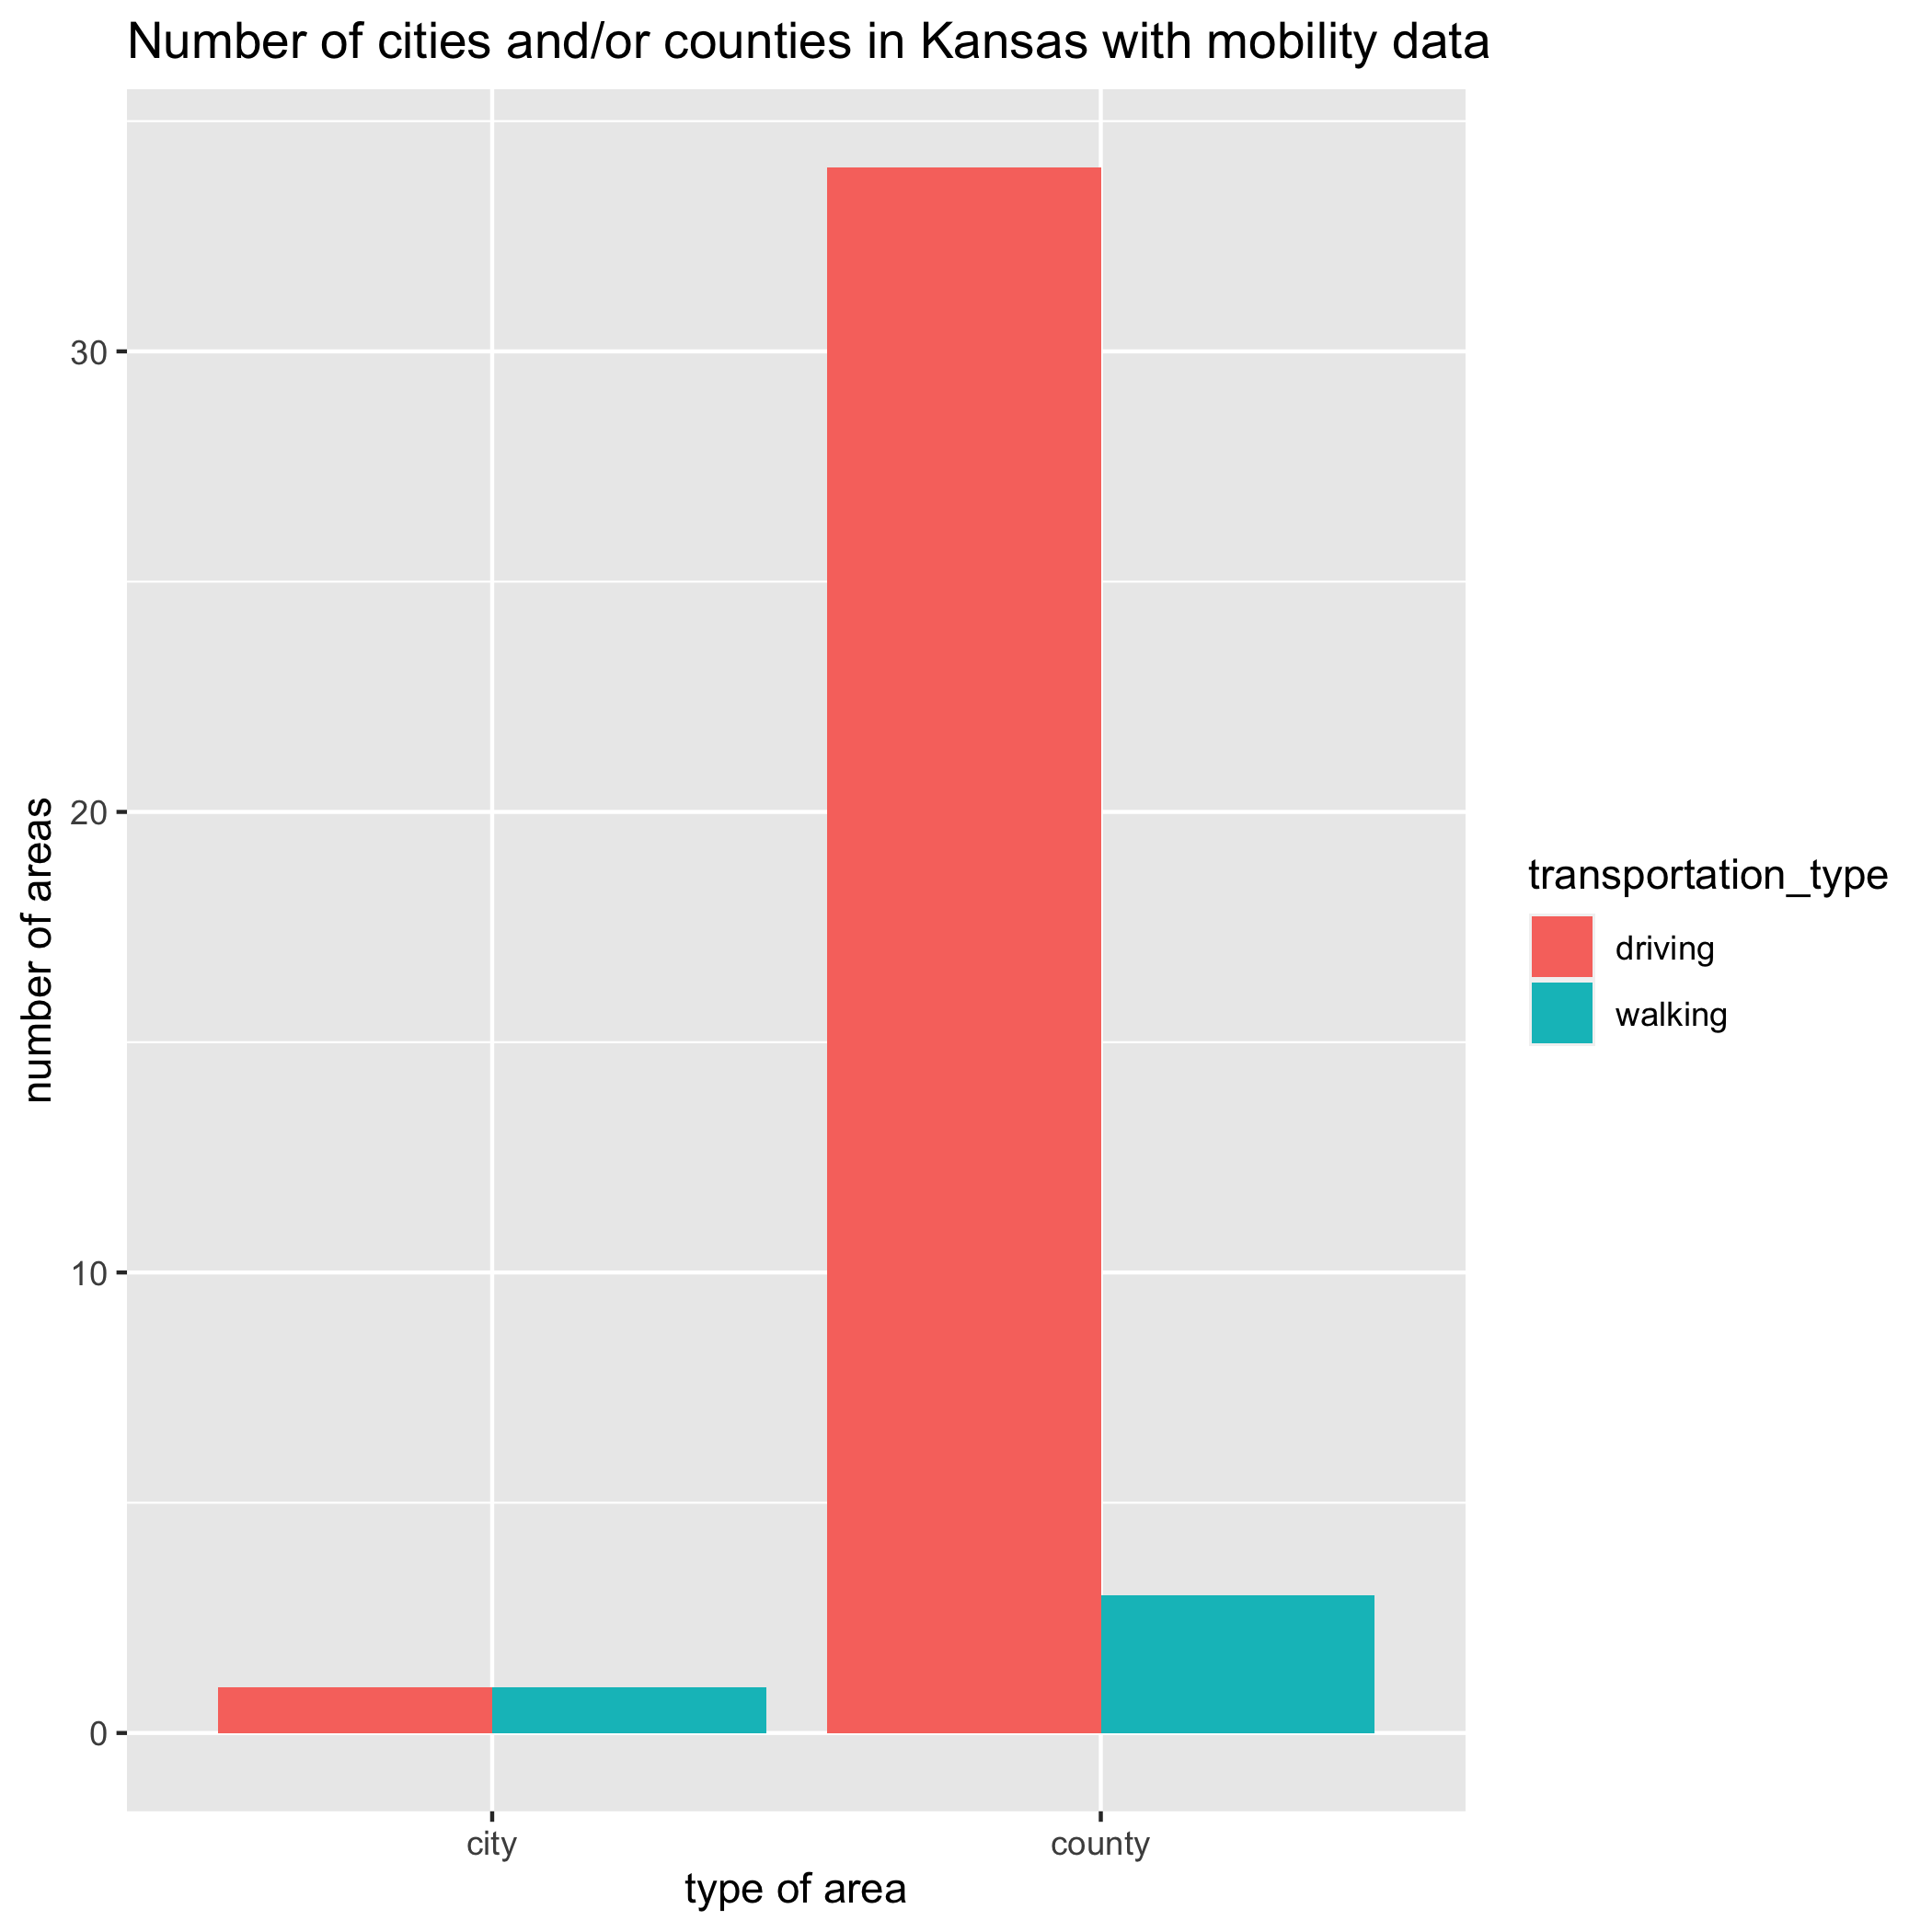 Number of cities and/or counties in Kansas with mobility data
number of areas
30
20
10
0
city
county
type of area
transportation_type
driving
walking